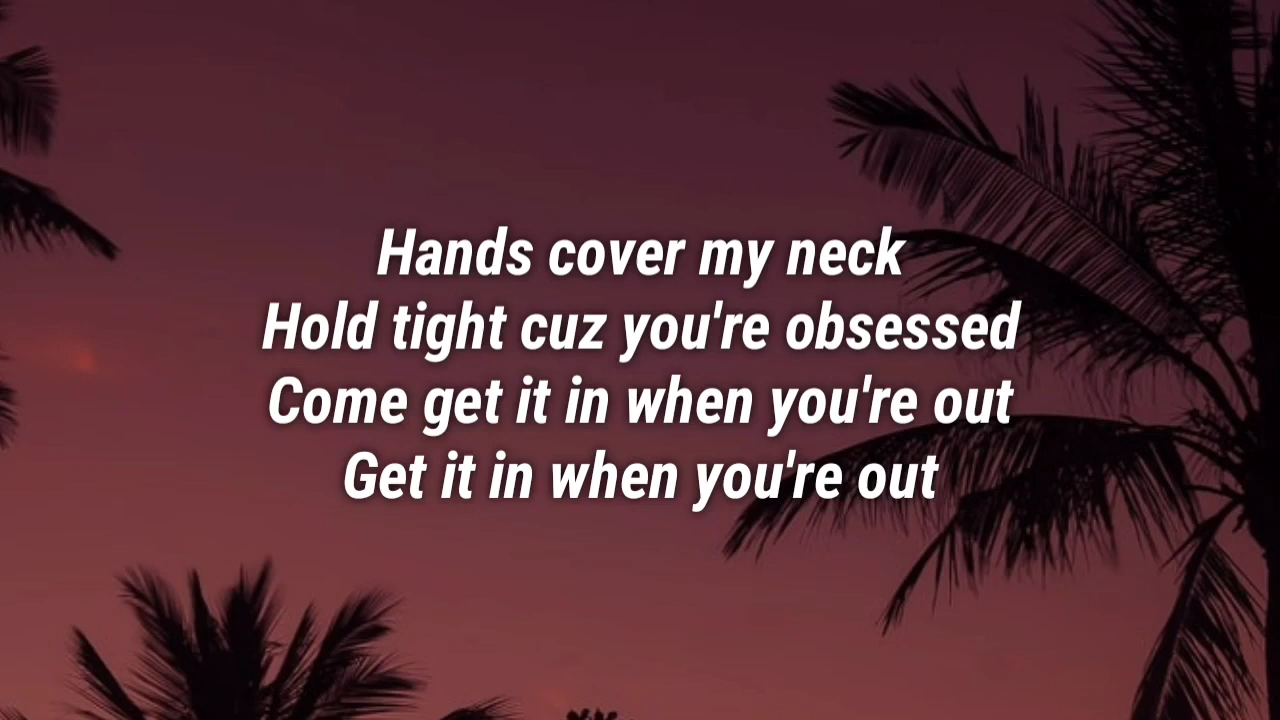 Hands cover my neck
Hold tight cuz you're obsessed
Come get it in when you're out
Get it in when you're out